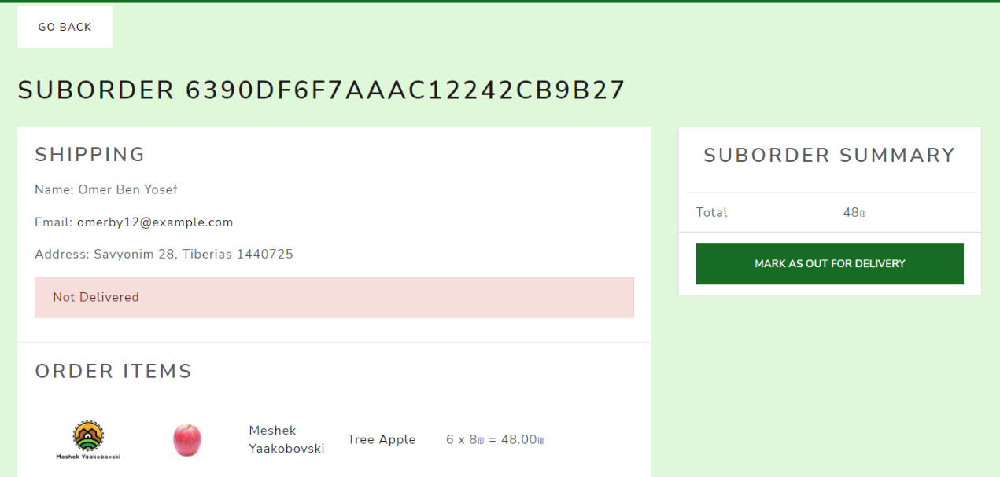 GO BACK
SUBORDER 6390DF6F7AAAC12242CB9B27
SHIPPING
Name: Omer Ben Yosef
Email: omerby12@example.com
Address: Savyonim 28, Tiberias 1440725
Not Delivered
ORDER ITEMS
Meshek Yaakobovski
Meshek
Yaakobovski
Tree Apple
6 x 8₪ = 48.00₪
SUBORDER SUMMARY
Total 48₪
MARK AS OUT FOR DELIVERY